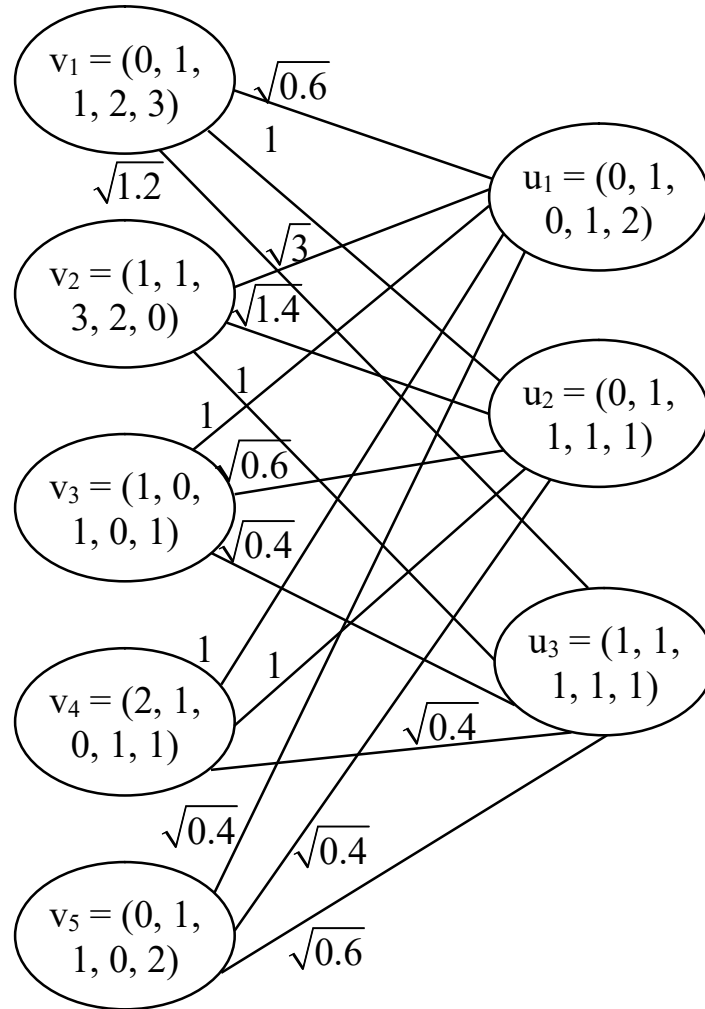 v₁ = (0, 1,
1, 2, 3)
√0.6
1
√1.2
u₁ = (0, 1,
0, 1, 2)
v₂ = (1, 1,
3, 2, 0)
√3
√1.4
1
1
u₂ = (0, 1,
1, 1, 1)
v₃ = (1, 0,
1, 0, 1)
√0.6
√0.4
u₃ = (1, 1,
1, 1, 1)
v₄ = (2, 1,
0, 1, 1)
1
1
√0.4
√0.4
√0.4
v₅ = (0, 1,
1, 0, 2)
√0.6